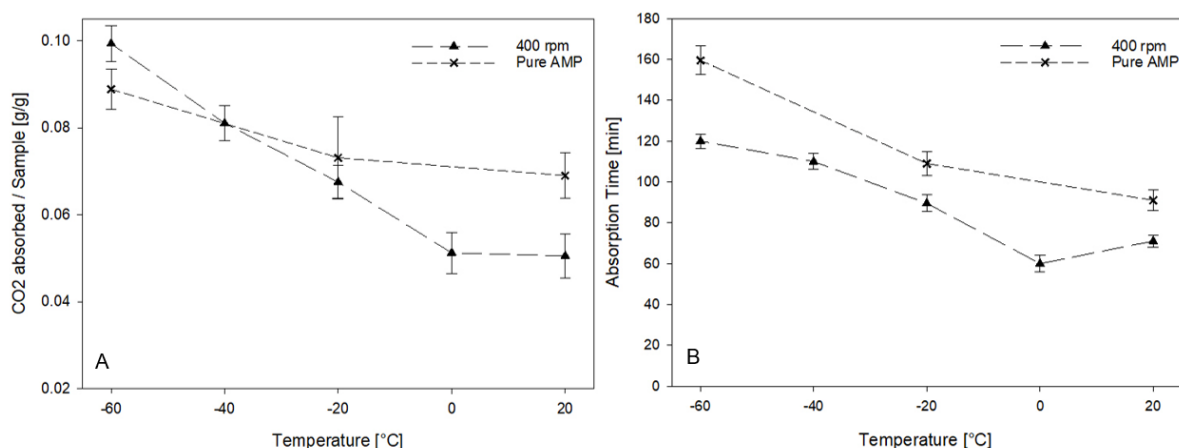 CO2 absorbed / Sample [g/g]
0.10
0.08
0.06
0.04
0.02
400 rpm
Pure AMP
A
-60 -40 -20 0 20
Temperature [°C]
Absorption Time [min]
180
160
140
120
100
80
60
40
20
0
400 rpm
Pure AMP
B
-60 -40 -20 0 20
Temperature [°C]